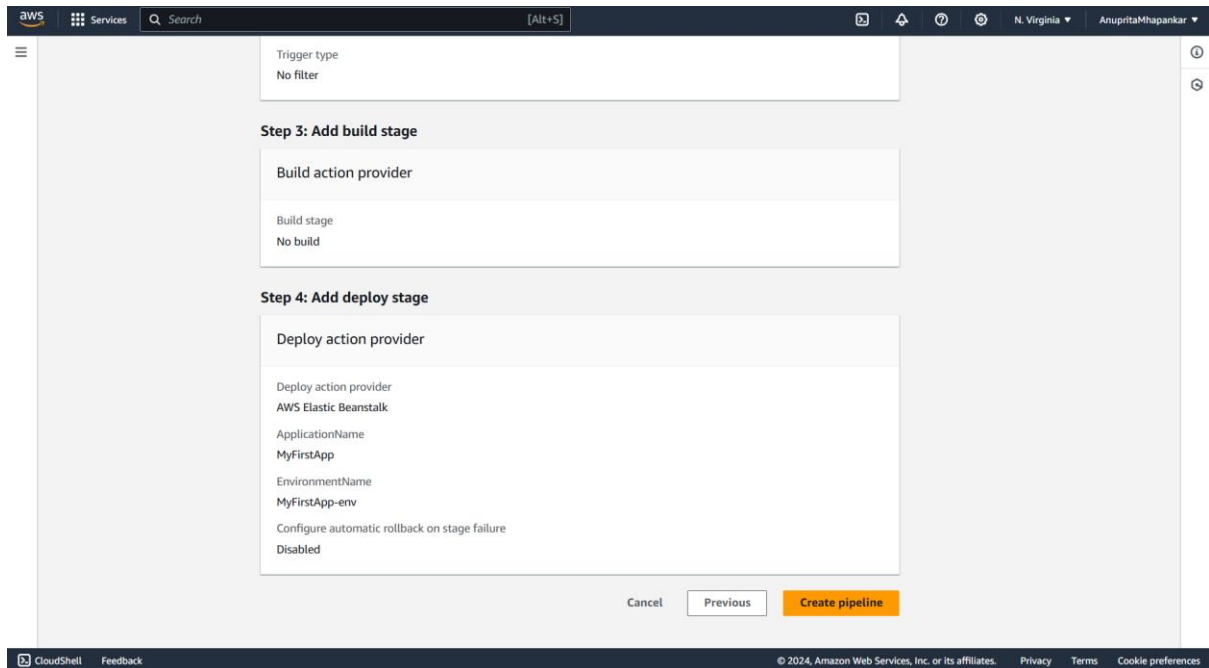 aws Services Search [Alt+S] N. Virginia AnupritaMhapankar
Trigger type
No filter
Step 3: Add build stage
Build action provider
Build stage
No build
Step 4: Add deploy stage
Deploy action provider
Deploy action provider
AWS Elastic Beanstalk
ApplicationName
MyFirstApp
EnvironmentName
MyFirstApp-env
Configure automatic rollback on stage failure
Disabled
Cancel Previous Create pipeline
CloudShell Feedback © 2024, Amazon Web Services, Inc. or its affiliates. Privacy Terms Cookie preferences